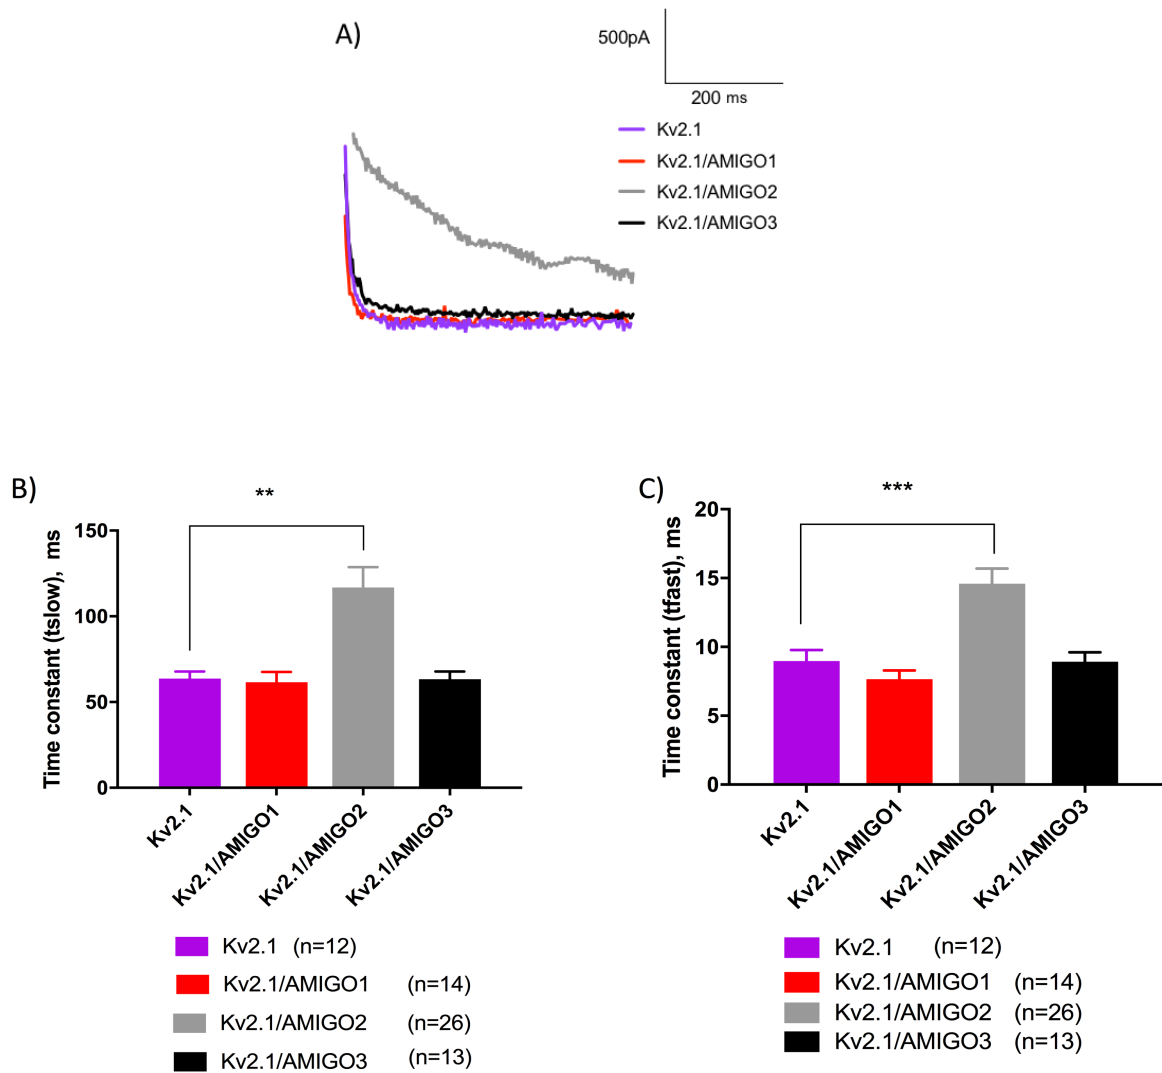 A)
500pA
200 ms
Kv2.1
Kv2.1/AMIGO1
Kv2.1/AMIGO2
Kv2.1/AMIGO3
B)
**
Time constant (tslow), ms
150
100
50
0
Kv2.1
Kv2.1/AMIGO1
Kv2.1/AMIGO2
Kv2.1/AMIGO3
Kv2.1 (n=12)
Kv2.1/AMIGO1 (n=14)
Kv2.1/AMIGO2 (n=26)
Kv2.1/AMIGO3 (n=13)
C)
***
Time constant (tfast), ms
20
15
10
5
0
Kv2.1
Kv2.1/AMIGO1
Kv2.1/AMIGO2
Kv2.1/AMIGO3
Kv2.1 (n=12)
Kv2.1/AMIGO1 (n=14)
Kv2.1/AMIGO2 (n=26)
Kv2.1/AMIGO3 (n=13)